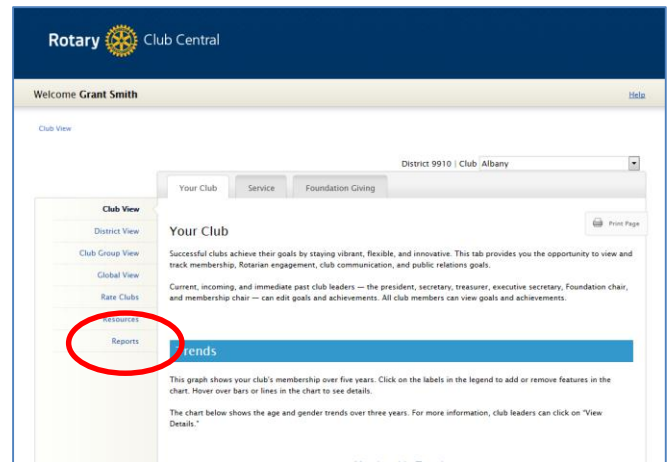 Rotary Club Central
Welcome Grant Smith
Help
Club View
District 9910 | Club Albany
Your Club Service Foundation Giving
Club View
District View
Club Group View
Global View
Rate Clubs
Resources
Reports
Your Club
Print Page
Successful clubs achieve their goals by staying vibrant, flexible, and innovative. This tab provides you the opportunity to view and
track membership, Rotarian engagement, club communication, and public relations goals.
Current, incoming, and immediate past club leaders — the president, secretary, treasurer, executive secretary, Foundation chair,
and membership chair — can edit goals and achievements. All club members can view goals and achievements.
Trends
This graph shows your club's membership over five years. Click on the labels in the legend to add or remove features in the
chart. Hover over bars or lines in the chart to see details.
The chart below shows the age and gender trends over three years. For more information, club leaders can click on "View
Details."